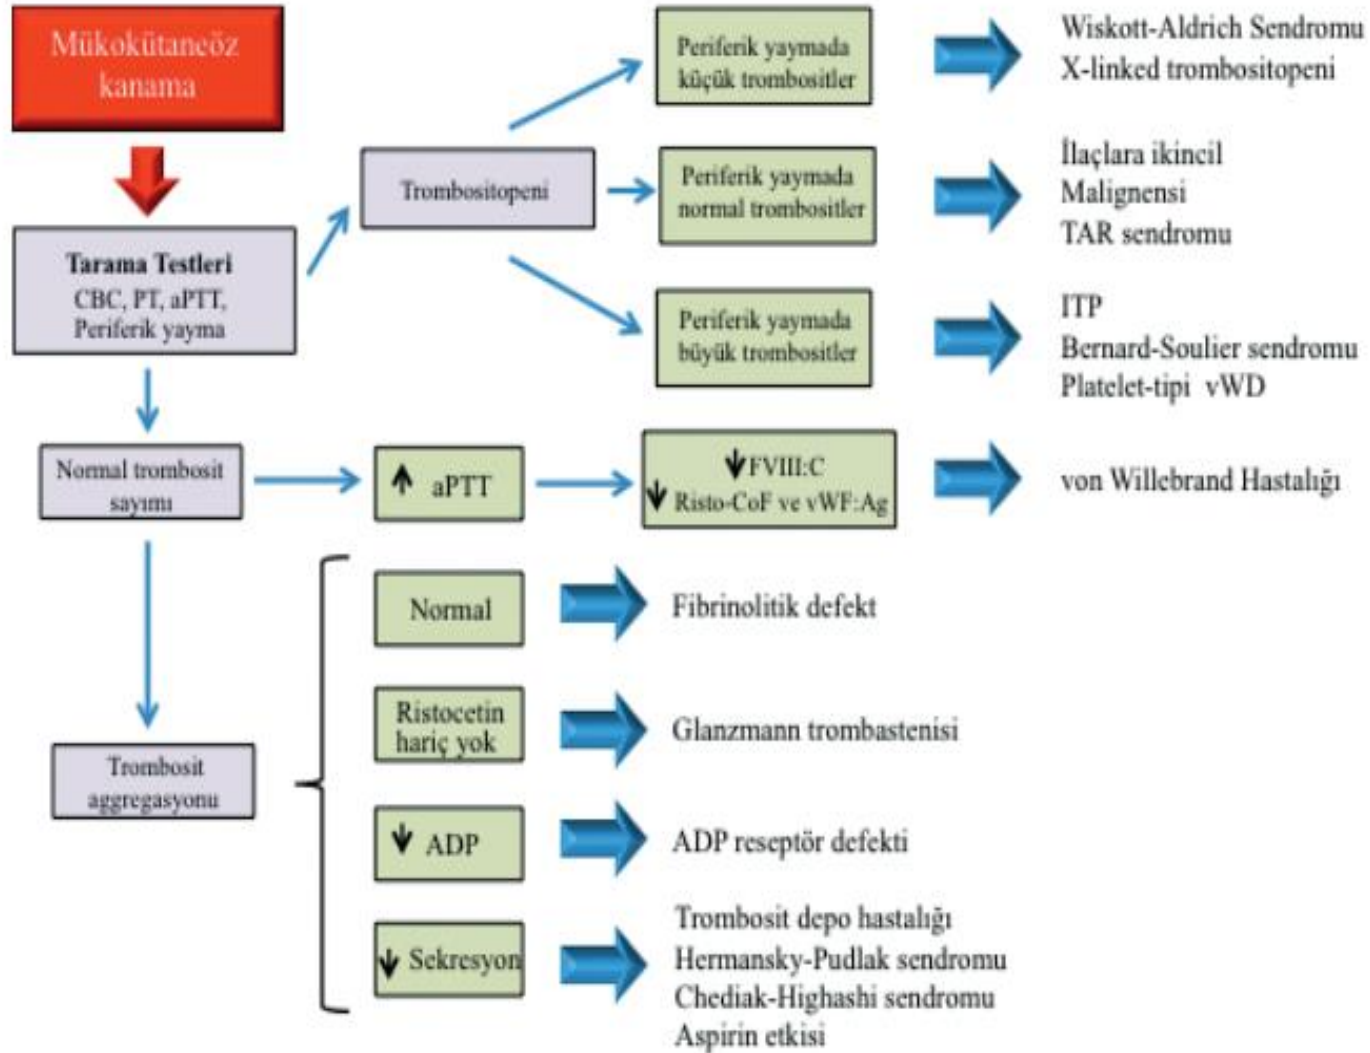 Mükokütaneöz
kanama
Tarama Testleri
CBC, PT, aPTT,
Periferik yayma
Trombositopeni
Periferik yaymada
küçük trombositler
Wiskott-Aldrich Sendromu
X-linked trombositopeni
Periferik yaymada
normal trombositler
İlaçlara ikincil
Malignensi
TAR sendromu
Periferik yaymada
büyük trombositler
ITP
Bernard-Soulier sendromu
Platelet-tipi vWD
Normal trombosit
sayımı
aPTT
FVIII:C
Risto-CoF ve vWF:Ag
von Willebrand Hastalığı
Trombosit
aggregasyonu
Normal
Fibrinolitik defekt
Ristocetin
hariç yok
Glanzmann trombastenisi
ADP
ADP reseptör defekti
Sekresyon
Trombosit depo hastalığı
Hermansky-Pudlak sendromu
Chediak-Highashi sendromu
Aspirin etkisi